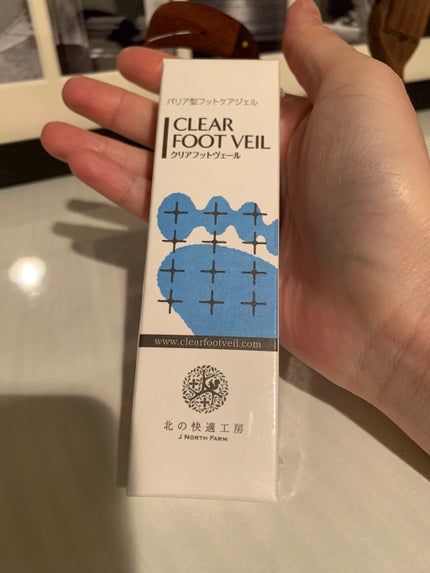 バリア型フットケアジェル
CLEAR
FOOT VEIL
クリアフットヴェール
www.clearfootveil.com
北の快適工房
J NORTH FARM